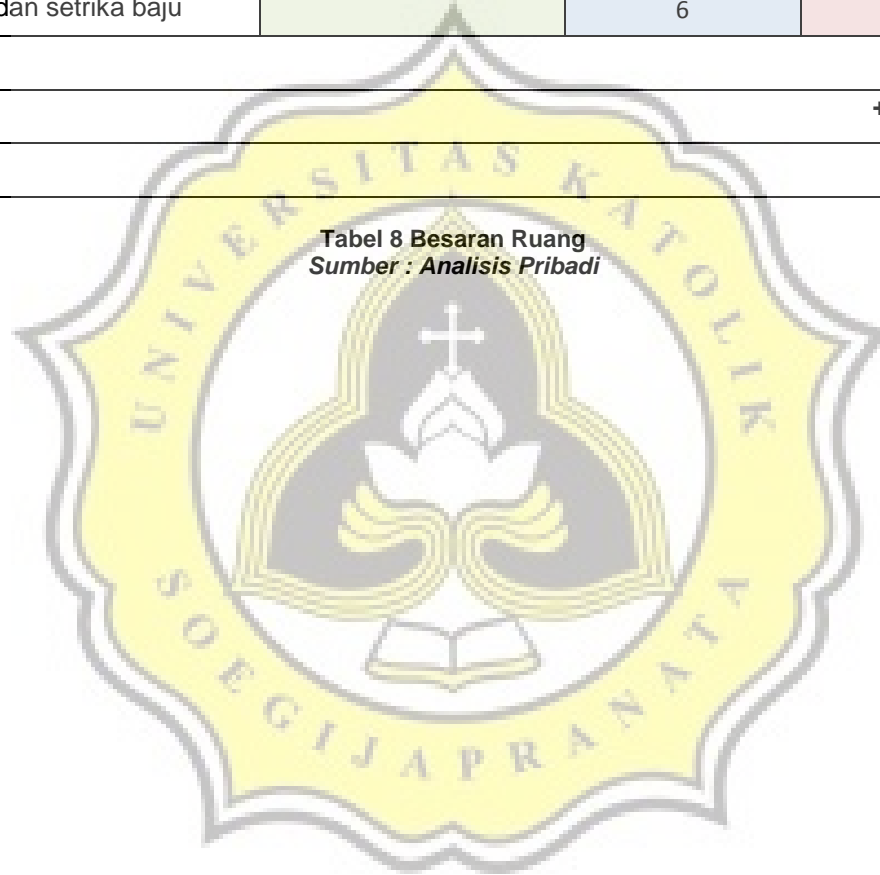 dan setrika baju 6
+
Tabel 8 Besaran Ruang
Sumber : Analisis Pribadi
UNIVERSITAS KATOLIK
SOEGIJAPRANATA